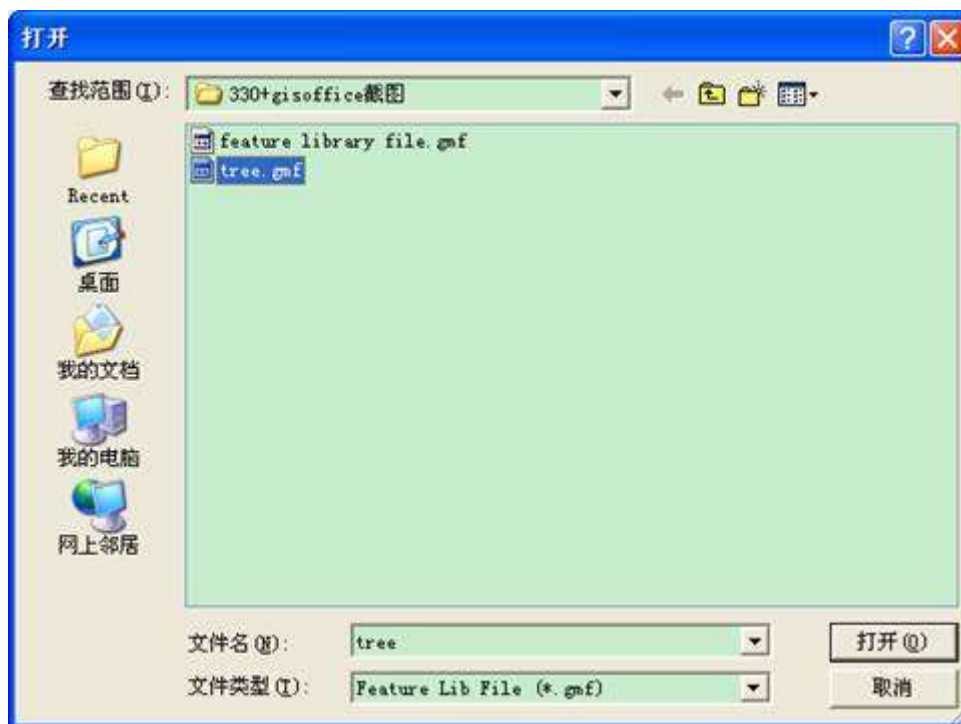 打开
查找范围(I):
330+gisoffice截图
feature library file.gmf
tree.gmf
Recent
桌面
我的文档
我的电脑
网上邻居
文件名(N):
tree
打开(O)
文件类型(T):
Feature Lib File (*.gmf)
取消